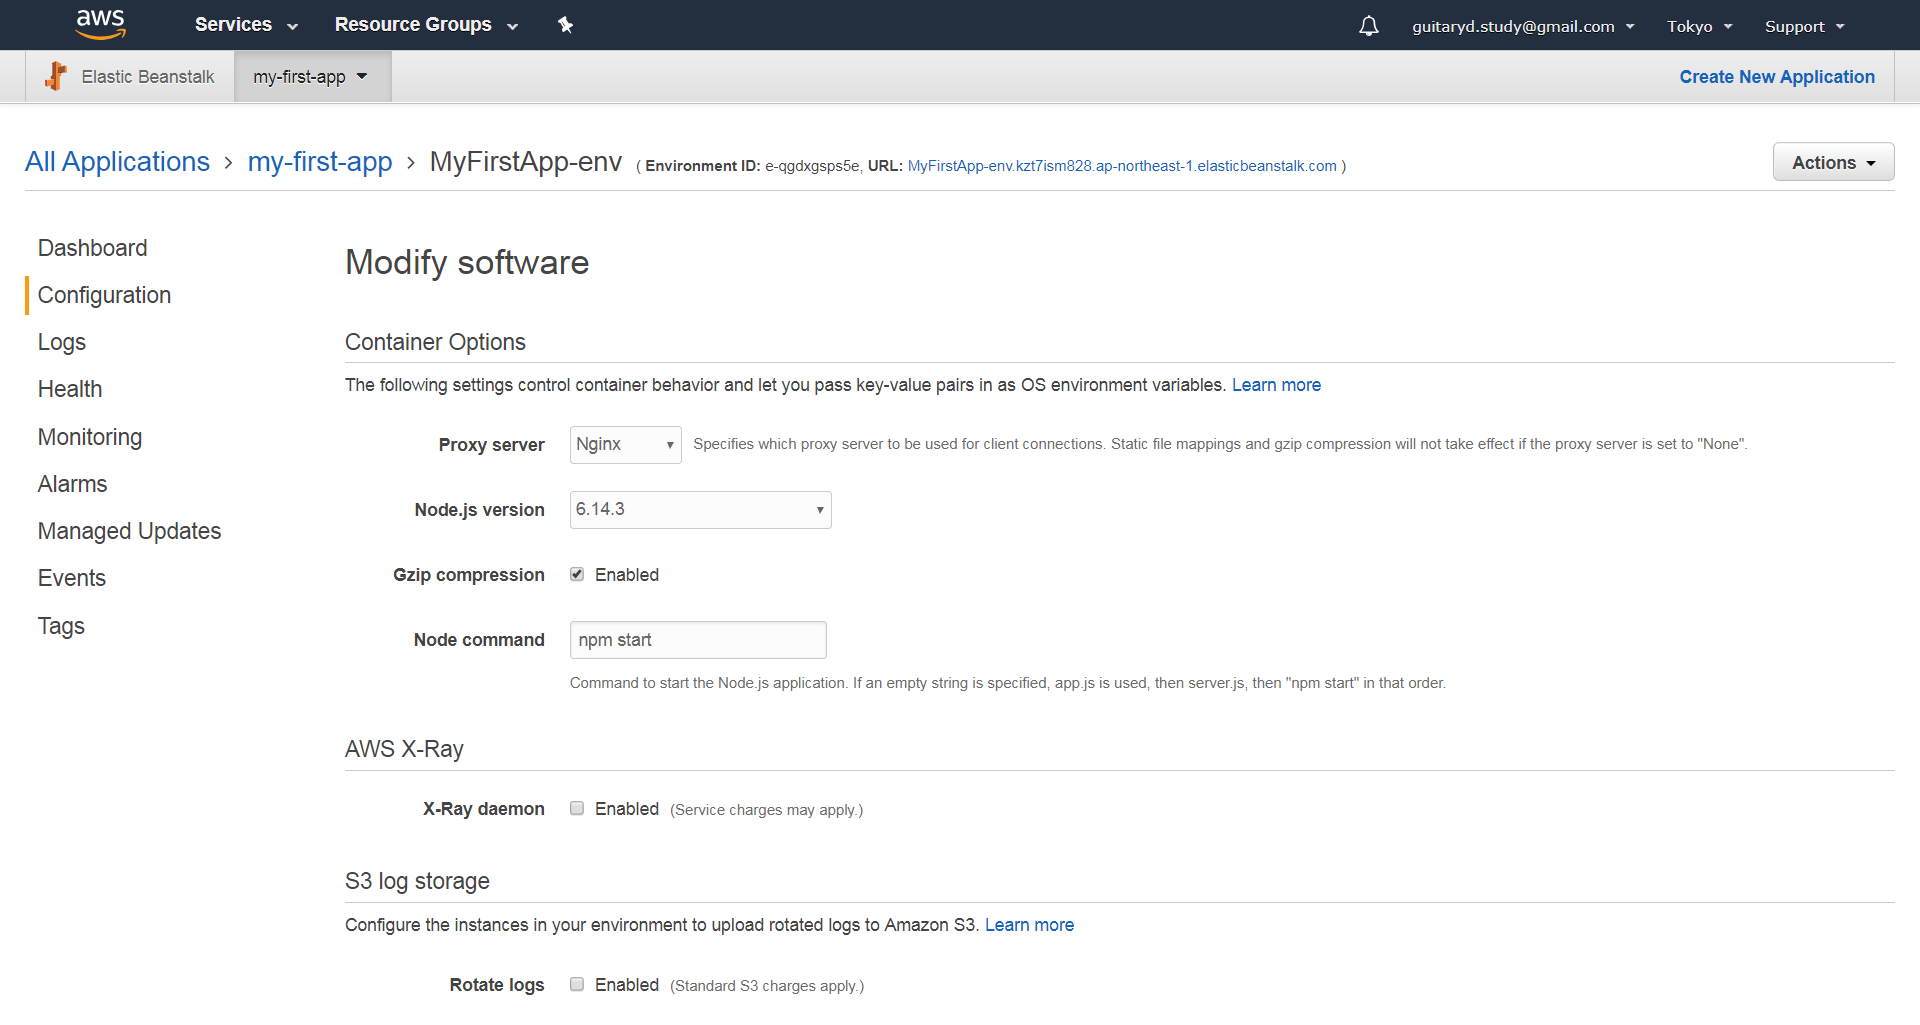 aws Services Resource Groups guitaryd.study@gmail.com Tokyo Support
Elastic Beanstalk my-first-app Create New Application
All Applications > my-first-app > MyFirstApp-env ( Environment ID: e-qgdxgsps5e, URL: MyFirstApp-env.kzt7ism828.ap-northeast-1.elasticbeanstalk.com ) Actions
Dashboard
Configuration
Logs
Health
Monitoring
Alarms
Managed Updates
Events
Tags
Modify software
Container Options
The following settings control container behavior and let you pass key-value pairs in as OS environment variables. Learn more
Proxy server Nginx Specifies which proxy server to be used for client connections. Static file mappings and gzip compression will not take effect if the proxy server is set to "None".
Node.js version 6.14.3
Gzip compression Enabled
Node command npm start
Command to start the Node.js application. If an empty string is specified, app.js is used, then server.js, then "npm start" in that order.
AWS X-Ray
X-Ray daemon Enabled (Service charges may apply.)
S3 log storage
Configure the instances in your environment to upload rotated logs to Amazon S3. Learn more
Rotate logs Enabled (Standard S3 charges apply.)